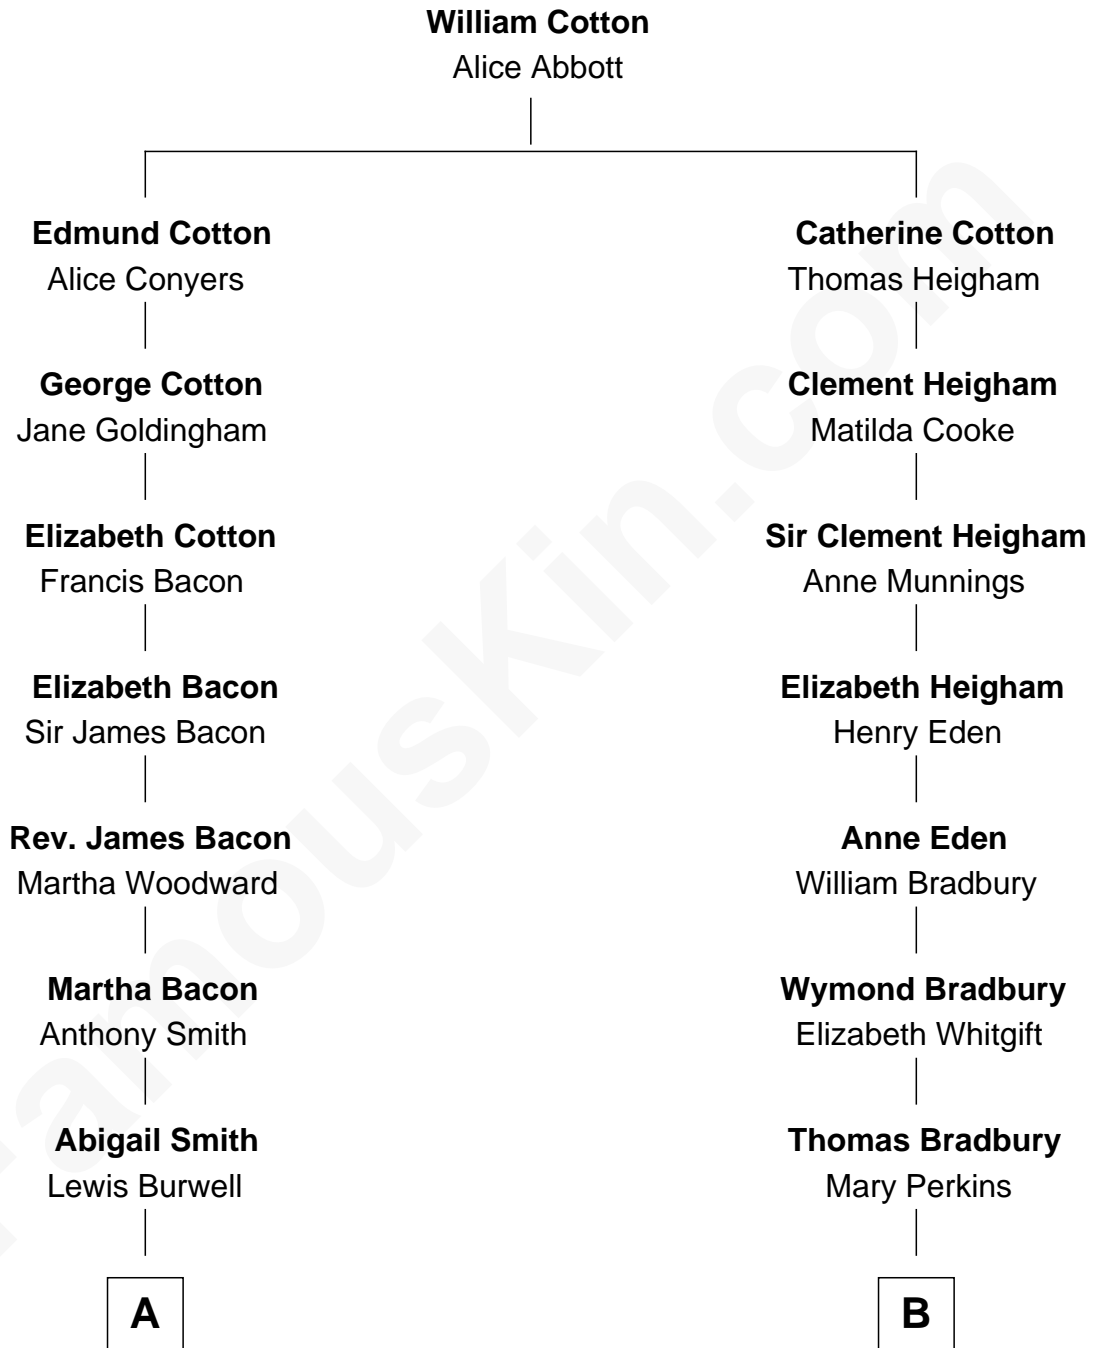 William Cotton
Alice Abbott
Edmund Cotton
Alice Conyers
George Cotton
Jane Goldingham
Elizabeth Cotton
Francis Bacon
Elizabeth Bacon
Sir James Bacon
Rev. James Bacon
Martha Woodward
Martha Bacon
Anthony Smith
Abigail Smith
Lewis Burwell
A
Catherine Cotton
Thomas Heigham
Clement Heigham
Matilda Cooke
Sir Clement Heigham
Anne Munnings
Elizabeth Heigham
Henry Eden
Anne Eden
William Bradbury
Wymond Bradbury
Elizabeth Whitgift
Thomas Bradbury
Mary Perkins
B
FamousKin.com